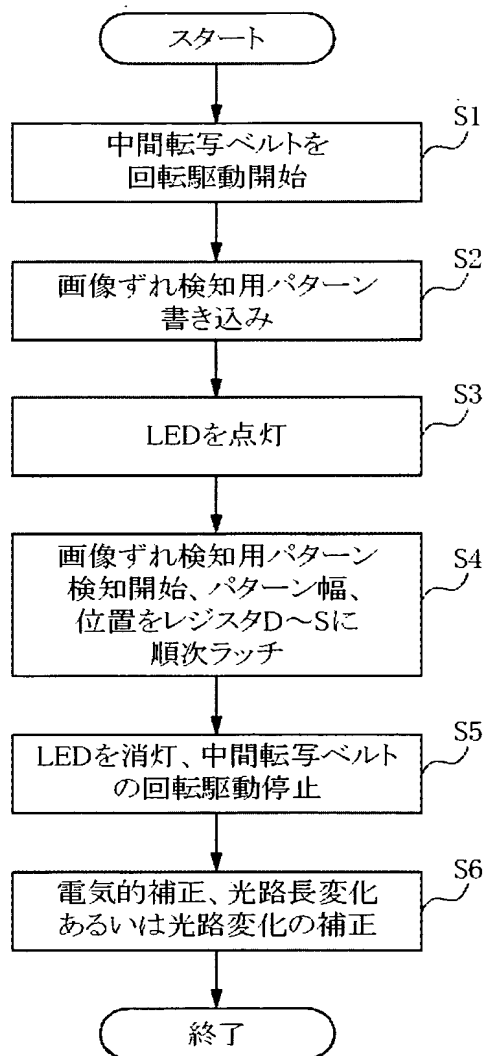 スタート
S1
中間転写ベルトを
回転駆動開始
S2
画像ずれ検知用パターン
書き込み
S3
LEDを点灯
S4
画像ずれ検知用パターン
検知開始、パターン幅、
位置をレジスタD～Sに
順次ラッチ
S5
LEDを消灯、中間転写ベルト
の回転駆動停止
S6
電気的補正、光路長変化
あるいは光路変化の補正
終了